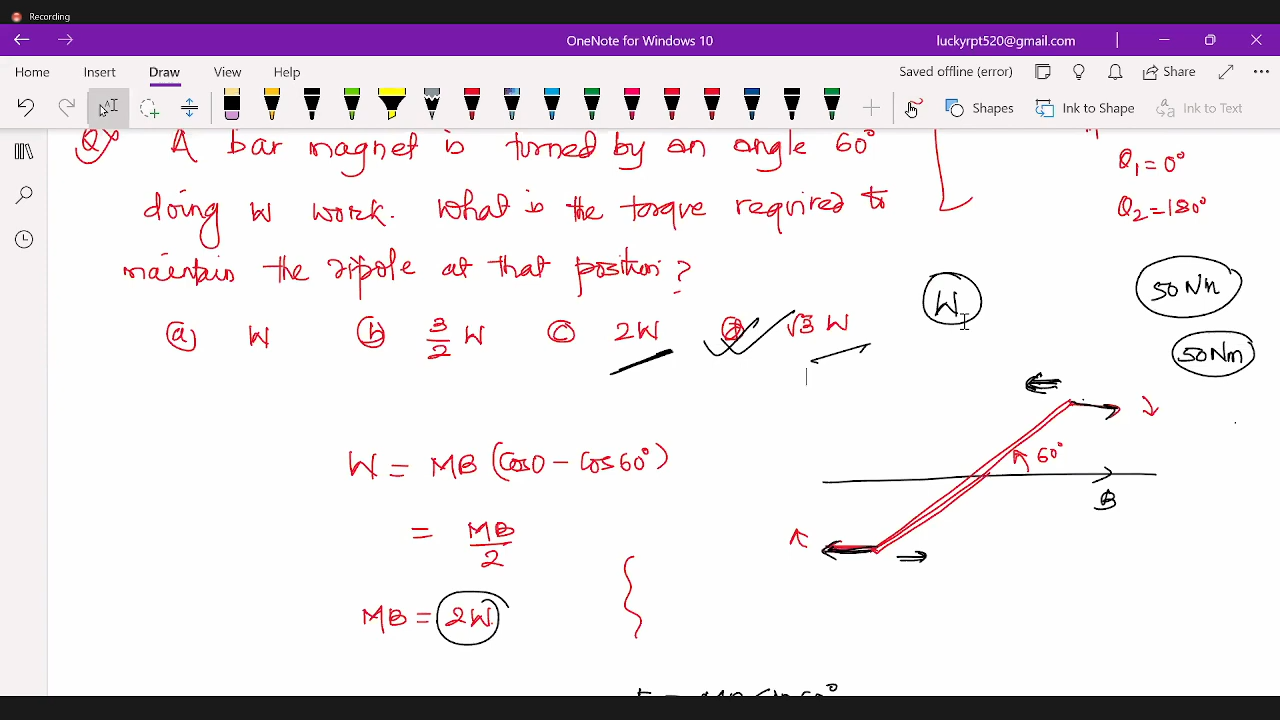 Recording
OneNote for Windows 10
luckyrpt520@gmail.com
Home Insert Draw View Help
Saved offline (error)
Share
Shapes
Ink to Shape
Ink to Text
Q) A bar magnet is turned by an angle 60°
doing W work. What is the torque required to
maintain the dipole at that position?
(a) W (b) 3/2 W (c) 2W (d) √3 W
θ1=0°
θ2=180°
W
50 Nm
50 Nm
60°
B
W = MB (Cos0 - Cos60°)
= MB/2
MB = 2W